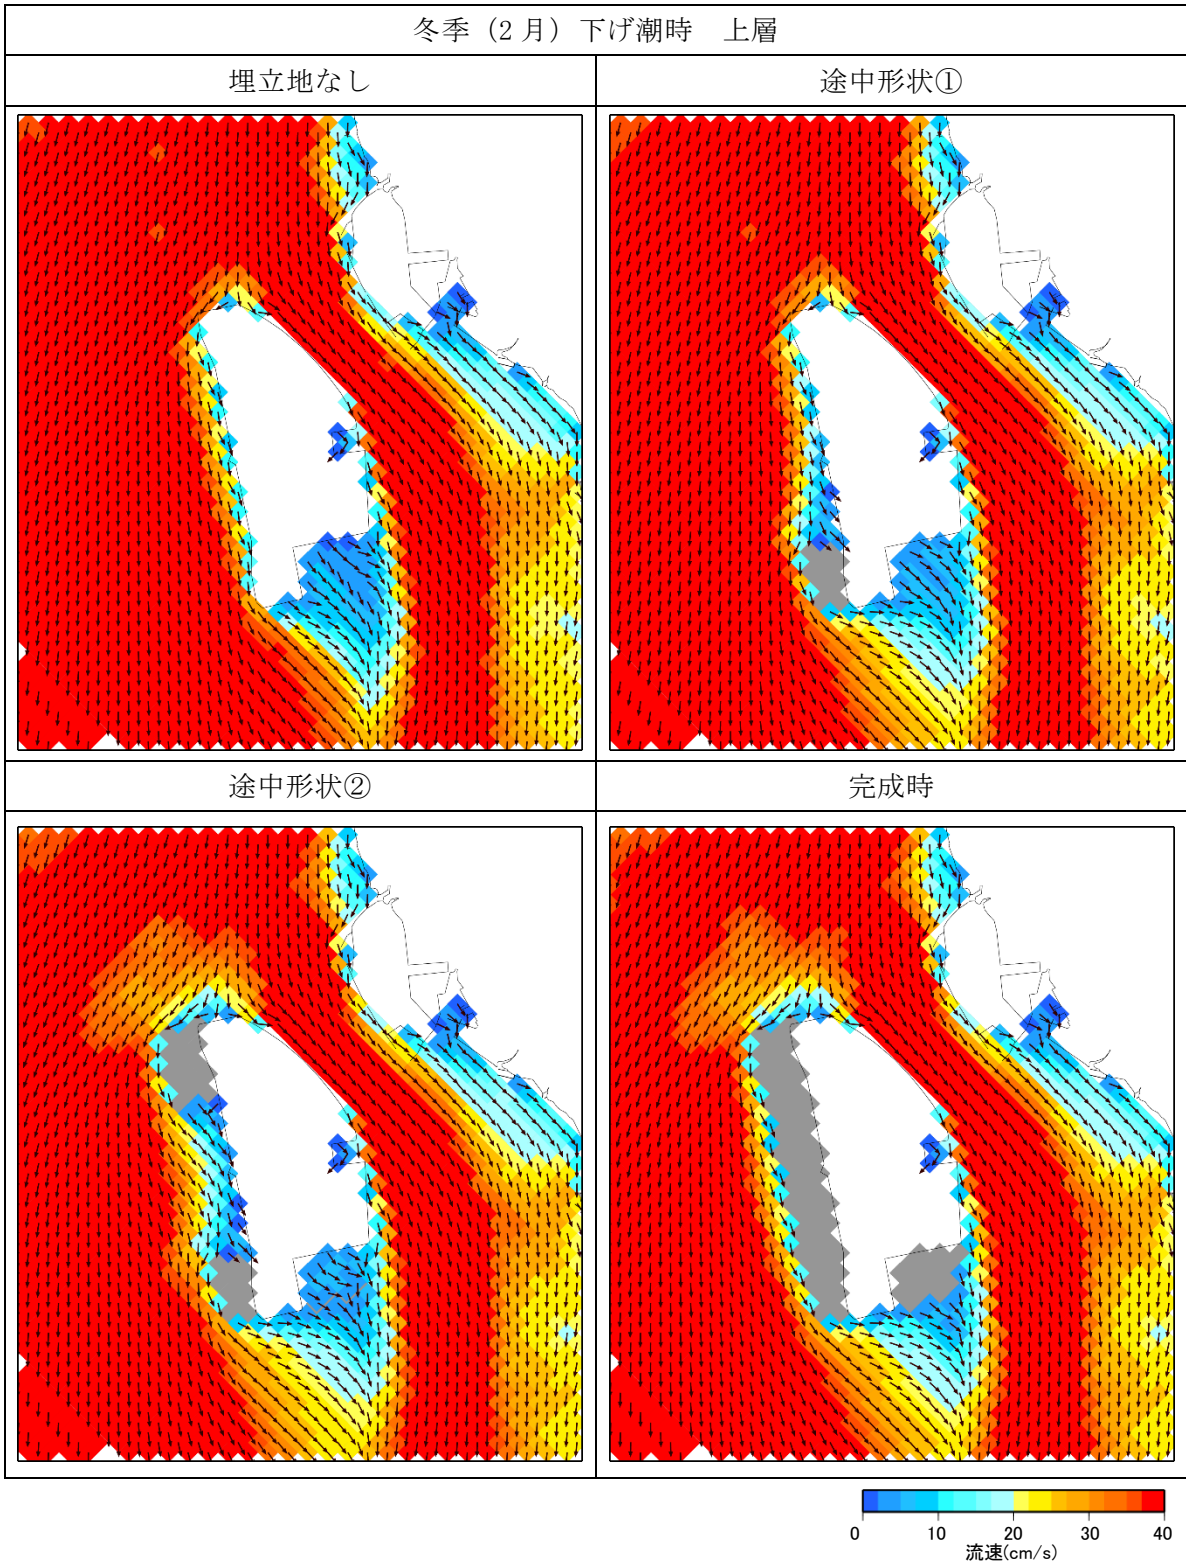 冬季（2月）下げ潮時　上層
埋立地なし
途中形状①
途中形状②
完成時
0 10 20 30 40
流速(cm/s)